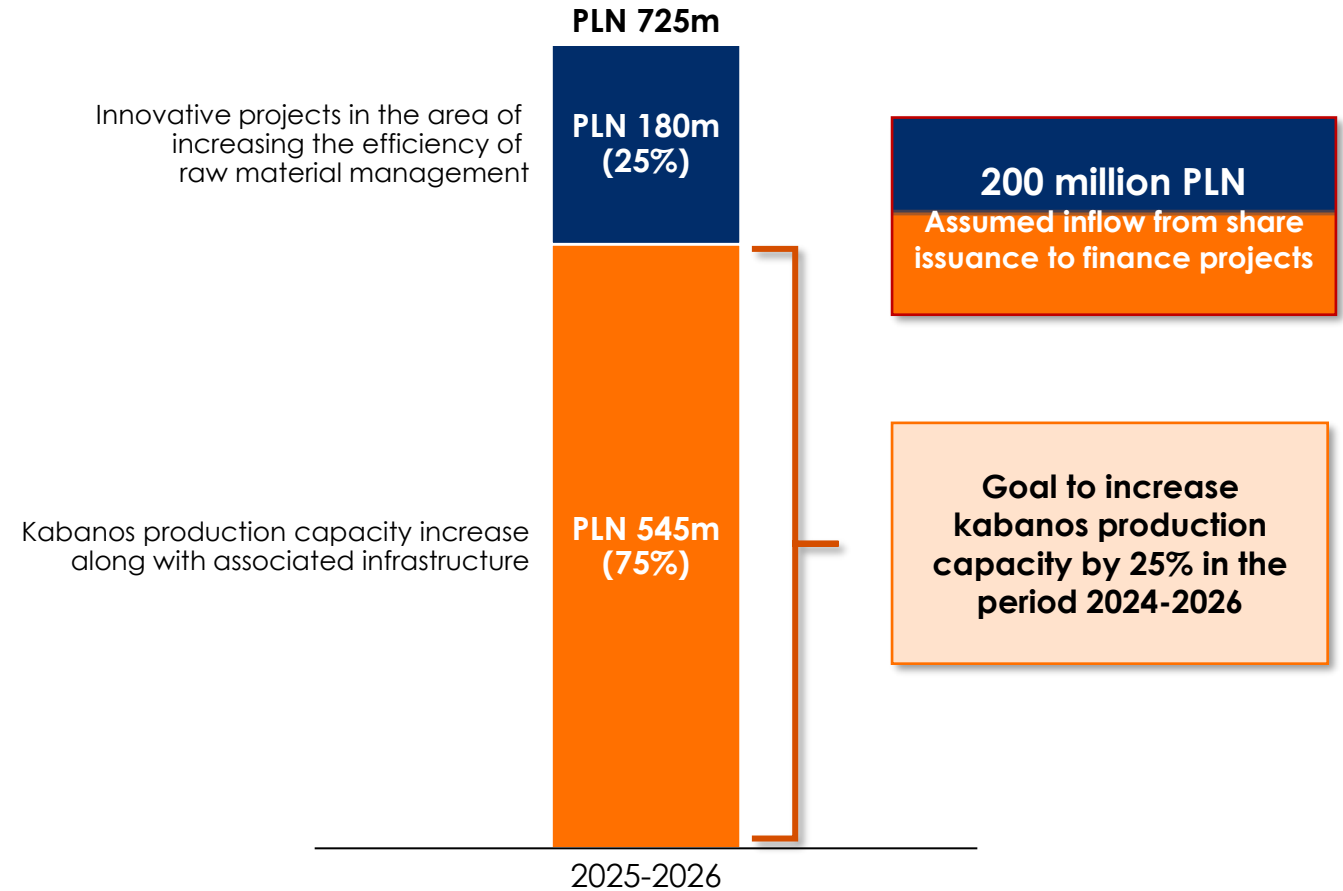 PLN 725m
Innovative projects in the area of
increasing the efficiency of
raw material management
PLN 180m
(25%)
200 million PLN
Assumed inflow from share
issuance to finance projects
Kabanos production capacity increase
along with associated infrastructure
PLN 545m
(75%)
Goal to increase
kabanos production
capacity by 25% in the
period 2024-2026
2025-2026